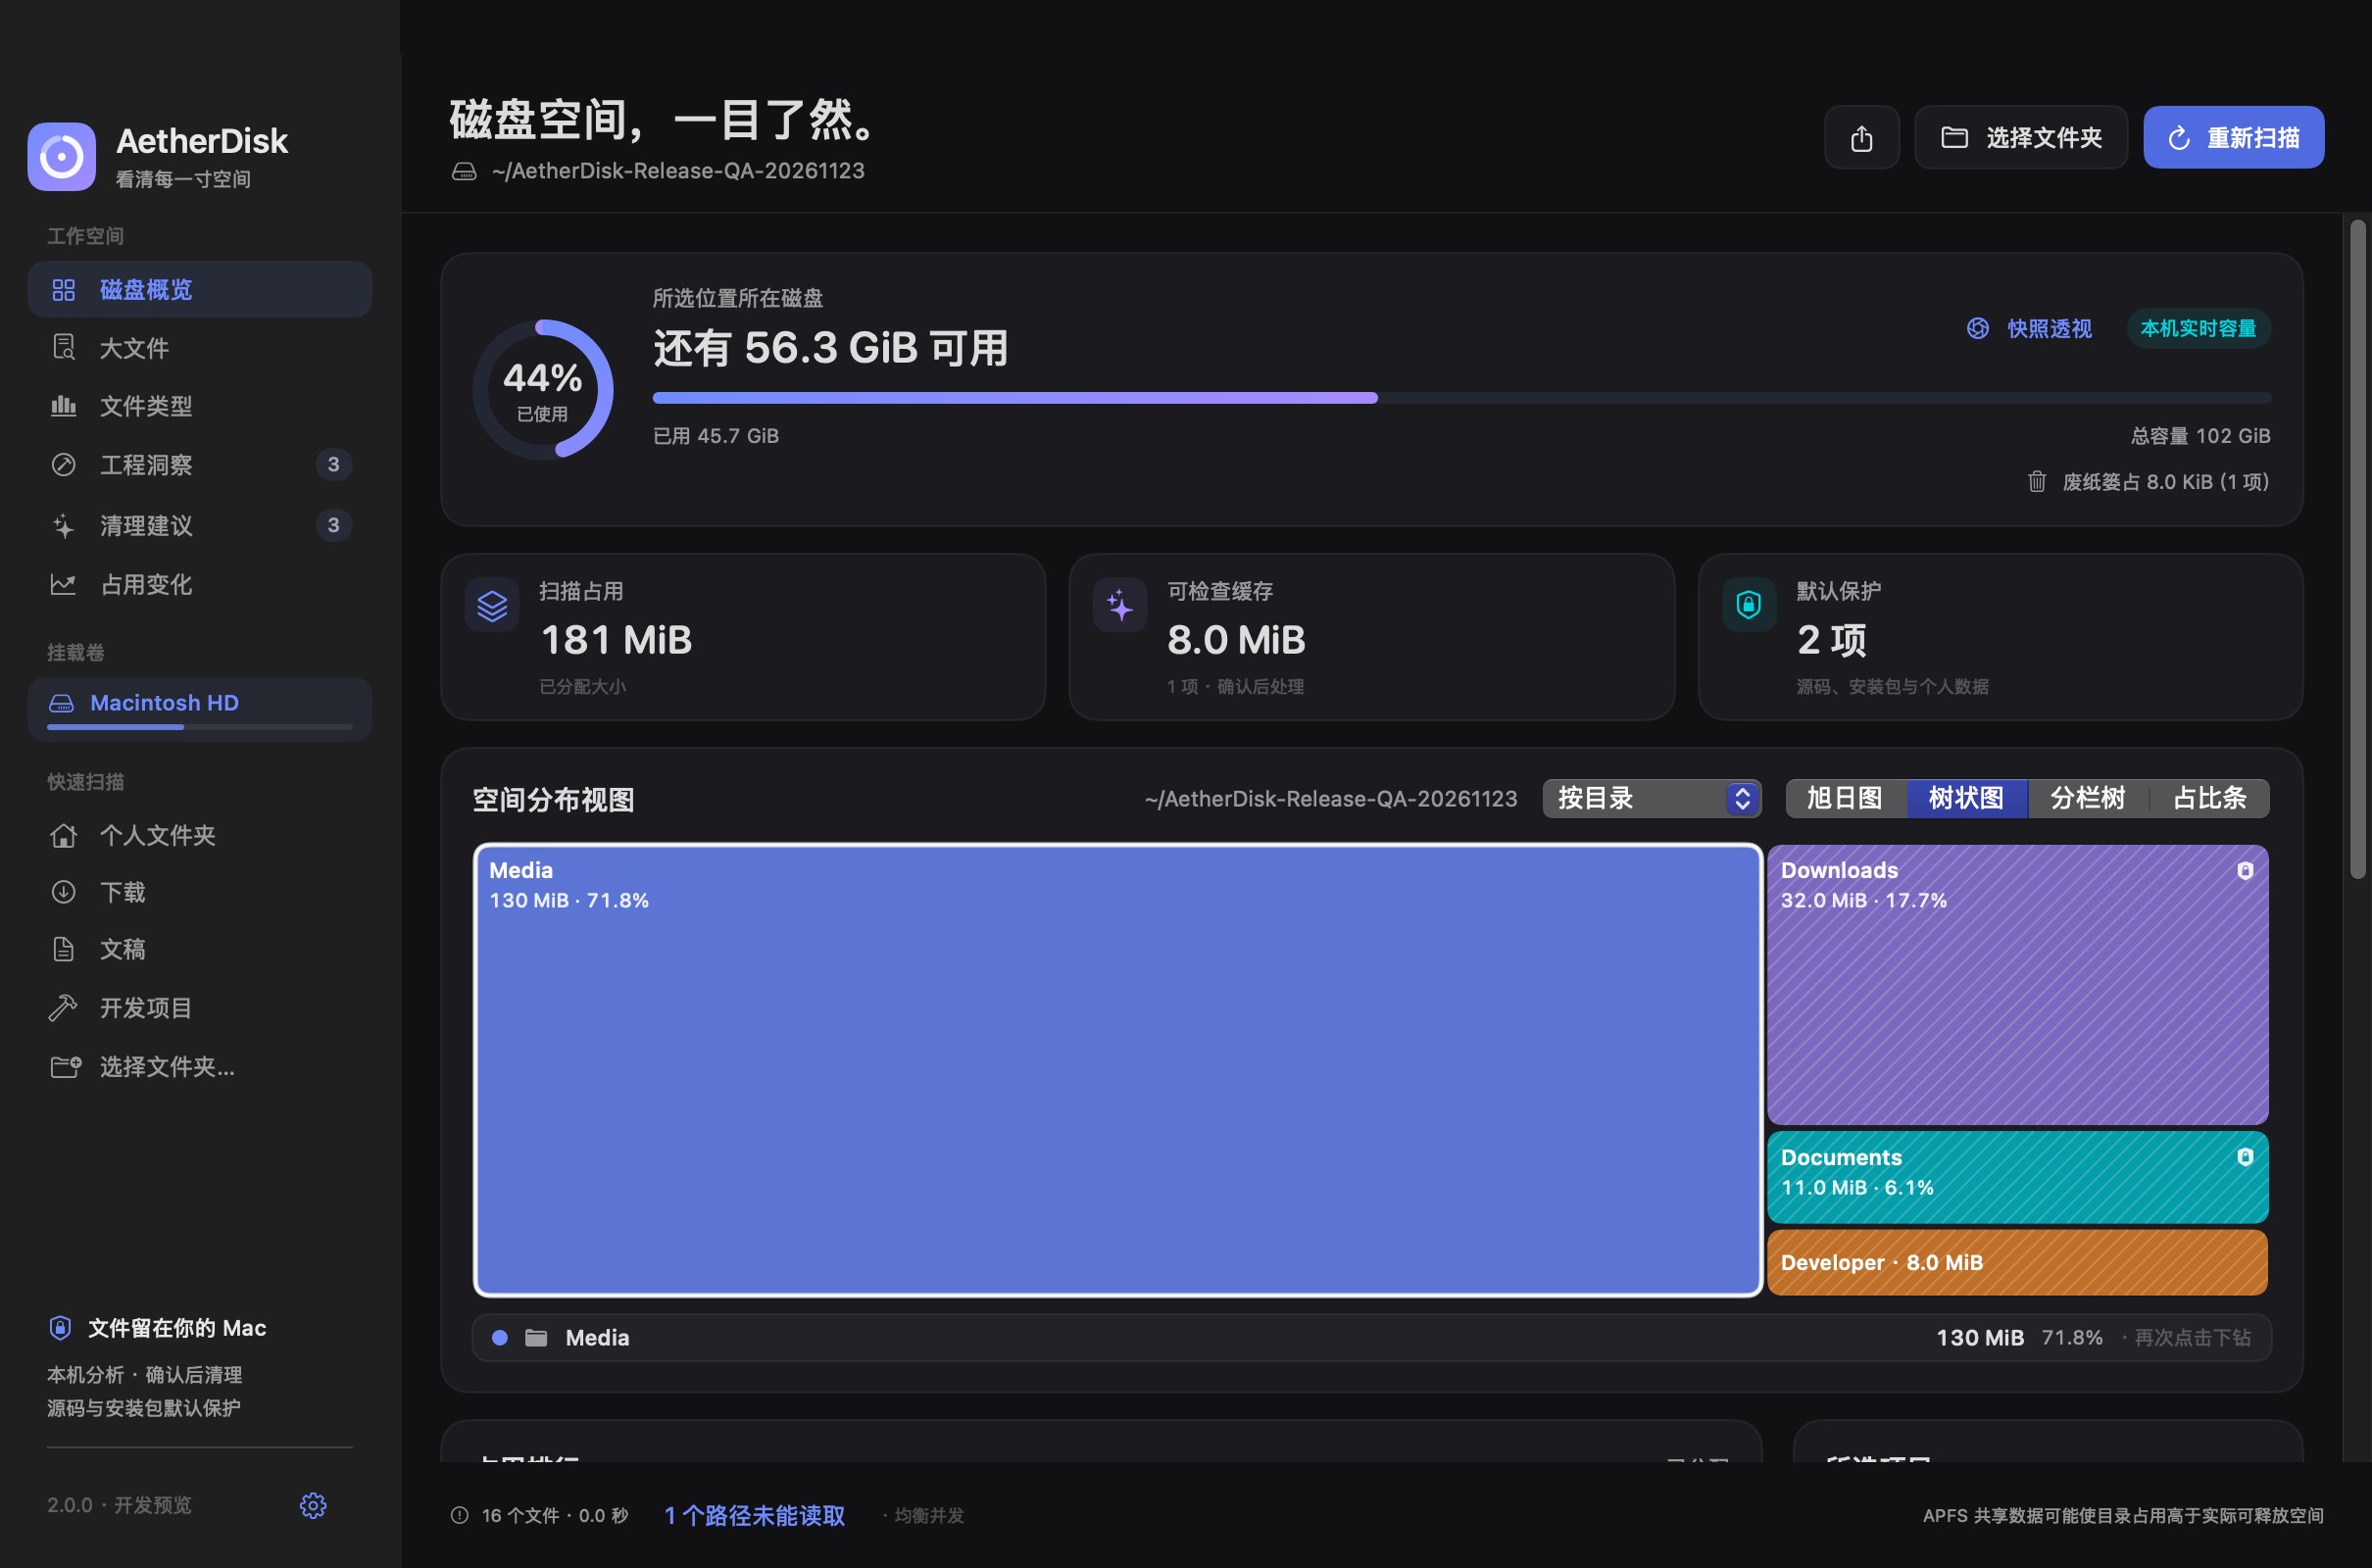 AetherDisk
看清每一寸空间
工作空间
磁盘概览
大文件
文件类型
工程洞察 3
清理建议 3
占用变化
挂载卷
Macintosh HD
快速扫描
个人文件夹
下载
文稿
开发项目
选择文件夹...
文件留在你的 Mac
本机分析 · 确认后清理
源码与安装包默认保护
2.0.0 · 开发预览
磁盘空间，一目了然。
~/AetherDisk-Release-QA-20261123
选择文件夹
重新扫描
44%
已使用
所选位置所在磁盘
还有 56.3 GiB 可用
快照透视
本机实时容量
已用 45.7 GiB
总容量 102 GiB
废纸篓占 8.0 KiB (1 项)
扫描占用
181 MiB
已分配大小
可检查缓存
8.0 MiB
1 项 · 确认后处理
默认保护
2 项
源码、安装包与个人数据
空间分布视图
~/AetherDisk-Release-QA-20261123
按目录
旭日图 树状图 分栏树 占比条
Media
130 MiB · 71.8%
Downloads
32.0 MiB · 17.7%
Documents
11.0 MiB · 6.1%
Developer · 8.0 MiB
Media
130 MiB 71.8% · 再次点击下钻
16 个文件 · 0.0 秒 1 个路径未能读取 · 均衡并发
APFS 共享数据可能使目录占用高于实际可释放空间